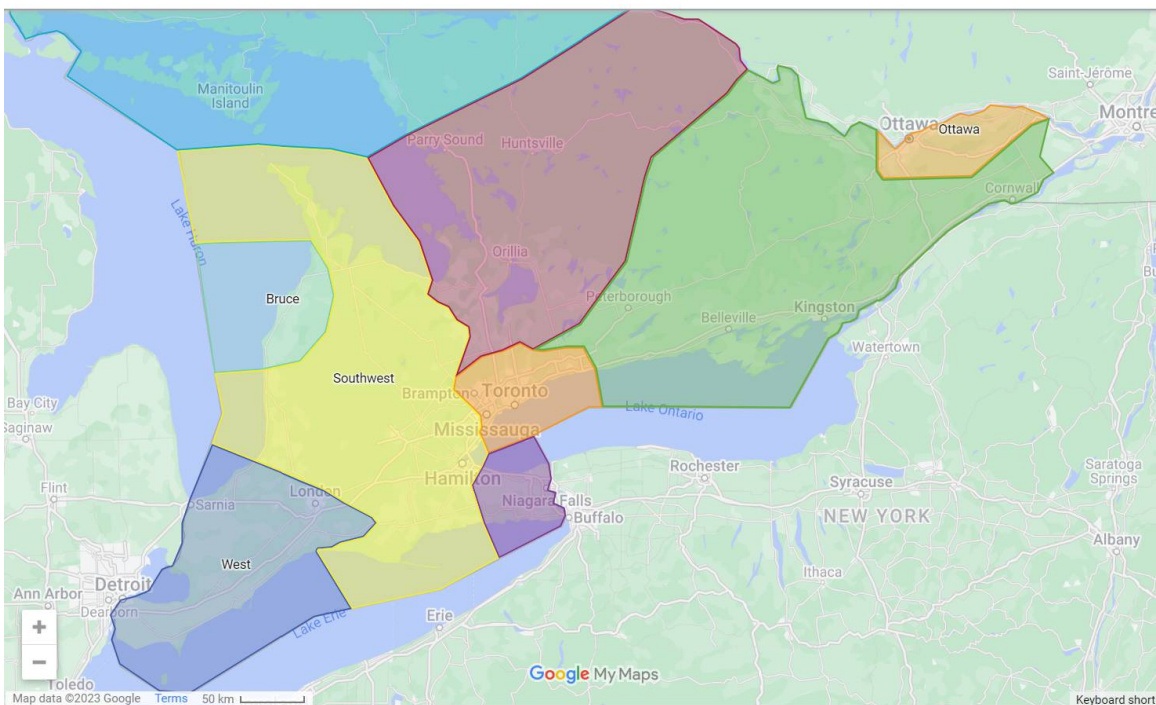 Saint-Jérôme
Manitoulin
Island
Montre
Ottawa
Ottawa
Parry Sound
Huntsville
Cornwall
Lake Huron
Orillia
Bruce
Peterborough
Kingston
Belleville
Watertown
Southwest
Brampton
Toronto
Bay City
Lake Ontario
Mississauga
Saginaw
Rochester
Hamilton
Saratoga
Springs
Flint
London
Syracuse
Sarnia
Niagara Falls
Buffalo
NEW YORK
Albany
West
Ithaca
Detroit
Ann Arbor
Dearborn
Erie
Lake Erie
+
−
Google My Maps
Toledo
Map data ©2023 Google Terms 50 km
Keyboard short